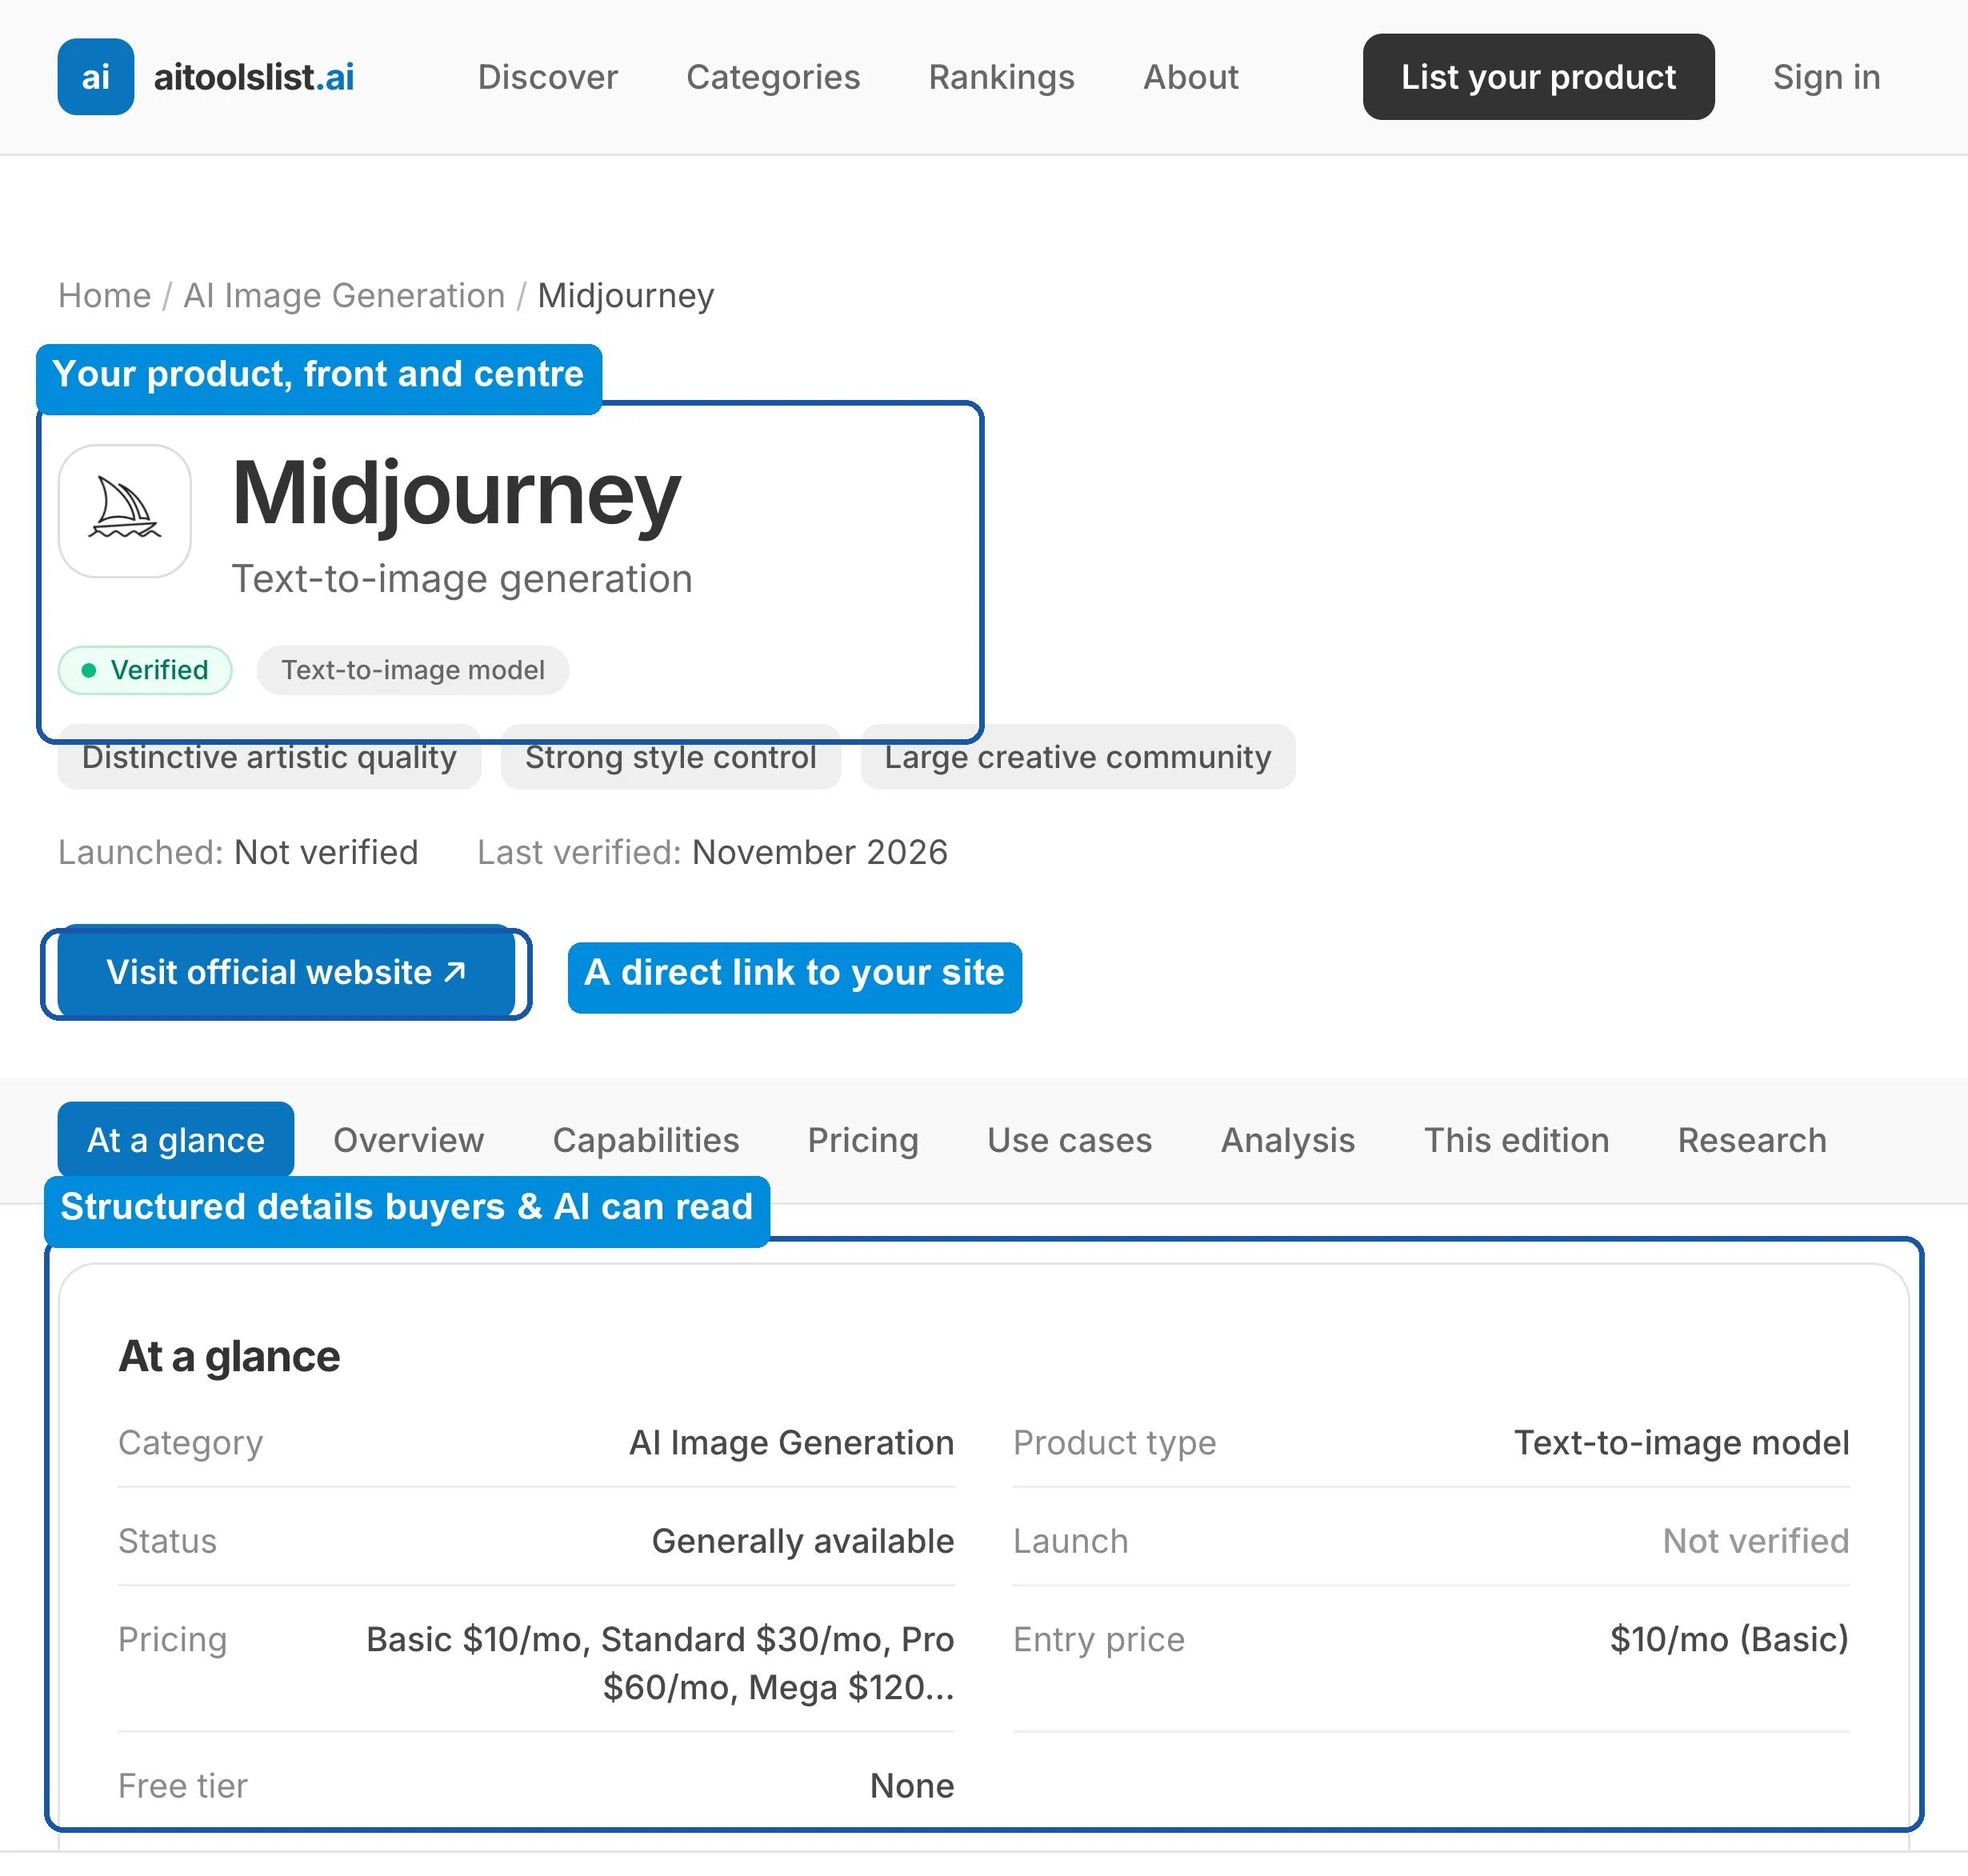 ai aitoolslist.ai Discover Categories Rankings About List your product Sign in
Home / AI Image Generation / Midjourney
Your product, front and centre
Midjourney
Text-to-image generation
Verified Text-to-image model
Distinctive artistic quality Strong style control Large creative community
Launched: Not verified Last verified: November 2026
Visit official website ↗ A direct link to your site
At a glance Overview Capabilities Pricing Use cases Analysis This edition Research
Structured details buyers & AI can read
At a glance
Category AI Image Generation Product type Text-to-image model
Status Generally available Launch Not verified
Pricing Basic $10/mo, Standard $30/mo, Pro Entry price $10/mo (Basic)
$60/mo, Mega $120...
Free tier None